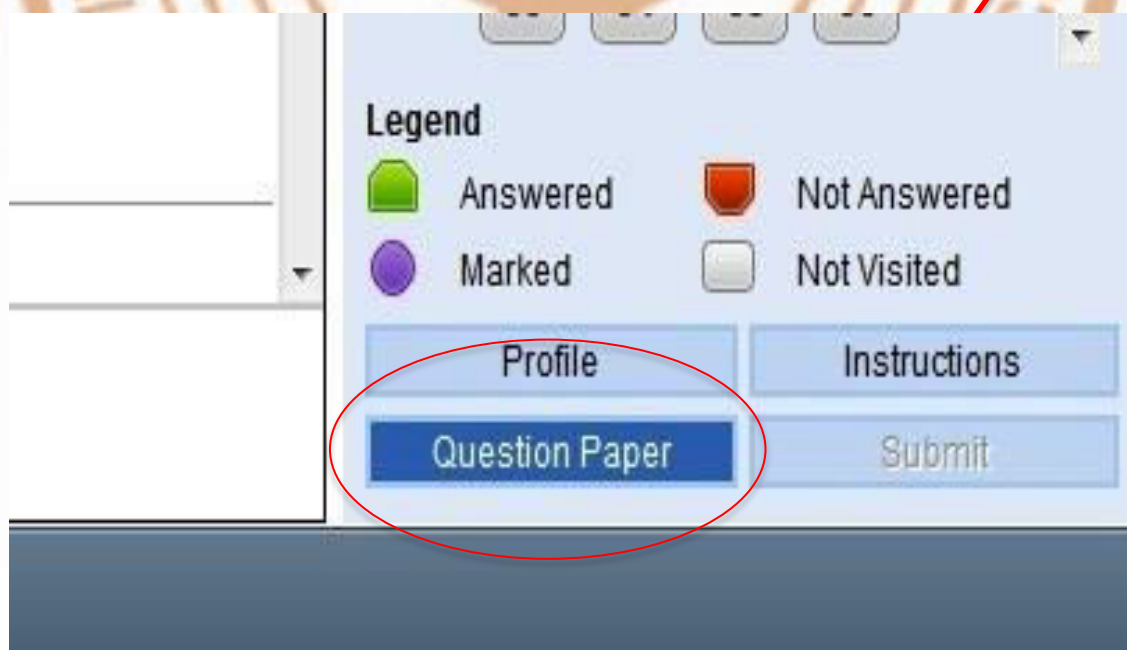 Legend
Answered Not Answered
Marked Not Visited
Profile Instructions
Question Paper Submit